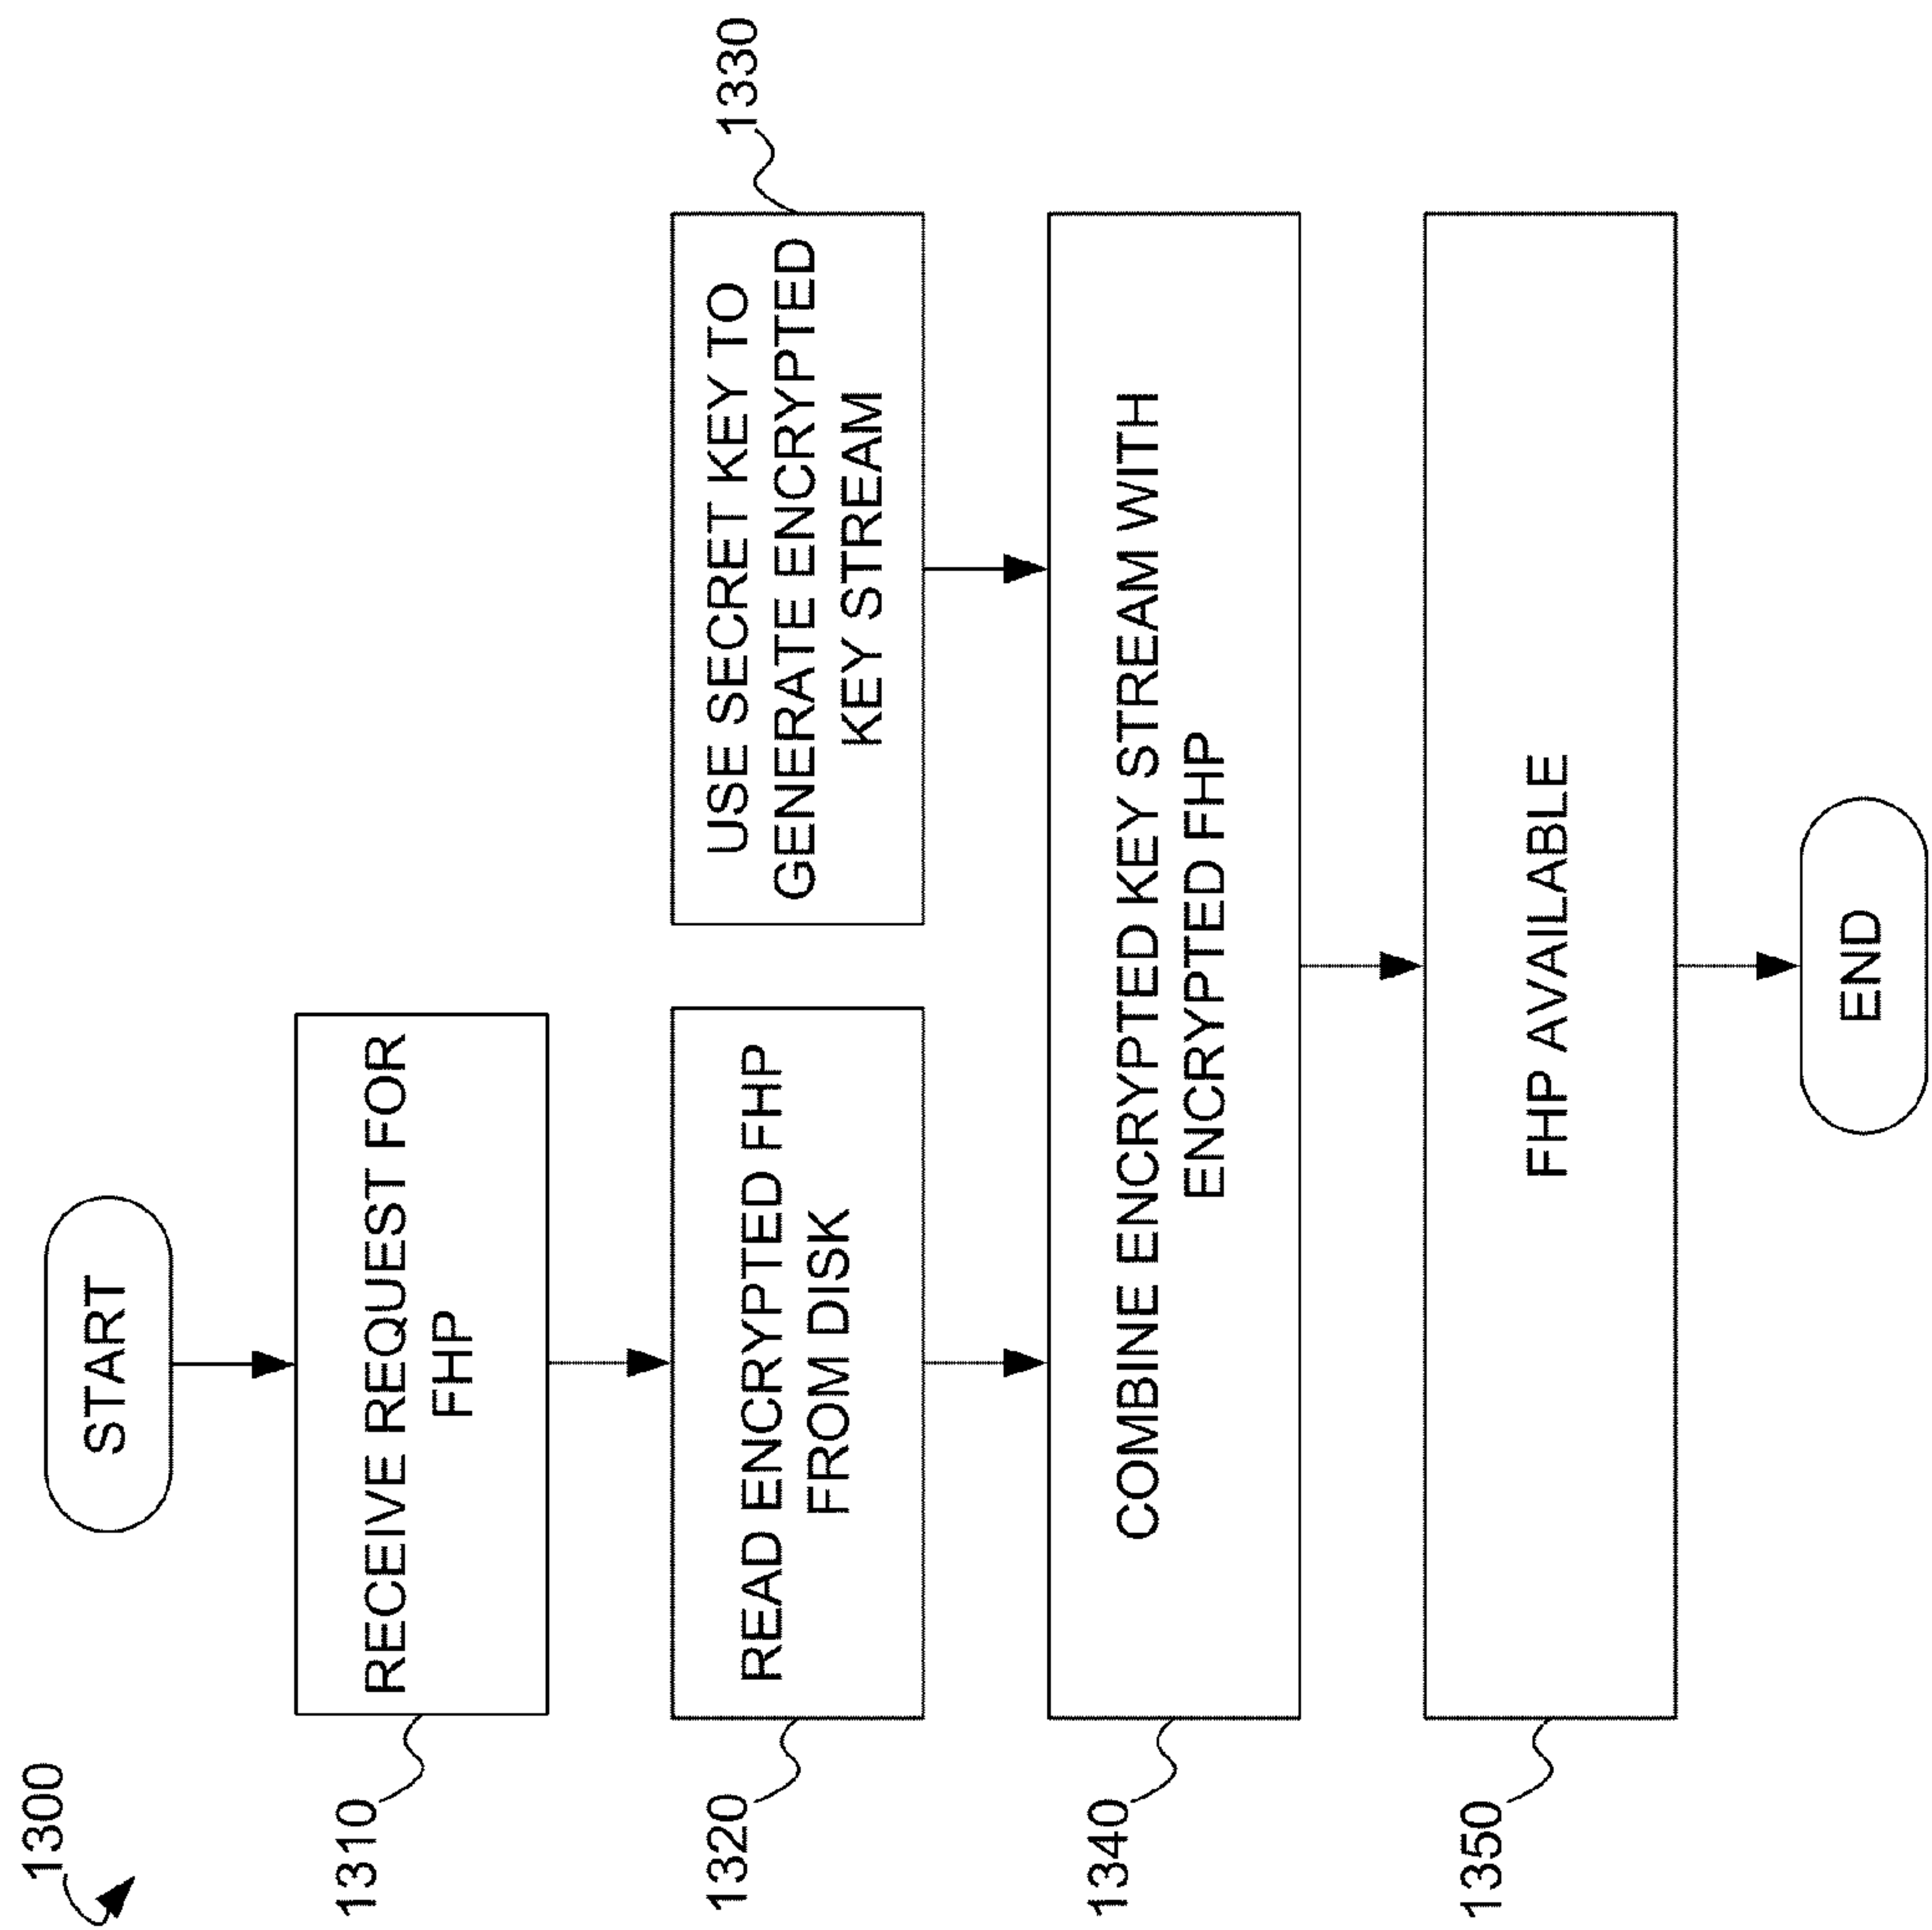 1300
START
1310
RECEIVE REQUEST FOR
FHP
1320
READ ENCRYPTED FHP
FROM DISK
USE SECRET KEY TO
GENERATE ENCRYPTED
KEY STREAM
1330
1340
COMBINE ENCRYPTED KEY STREAM WITH
ENCRYPTED FHP
1350
FHP AVAILABLE
END